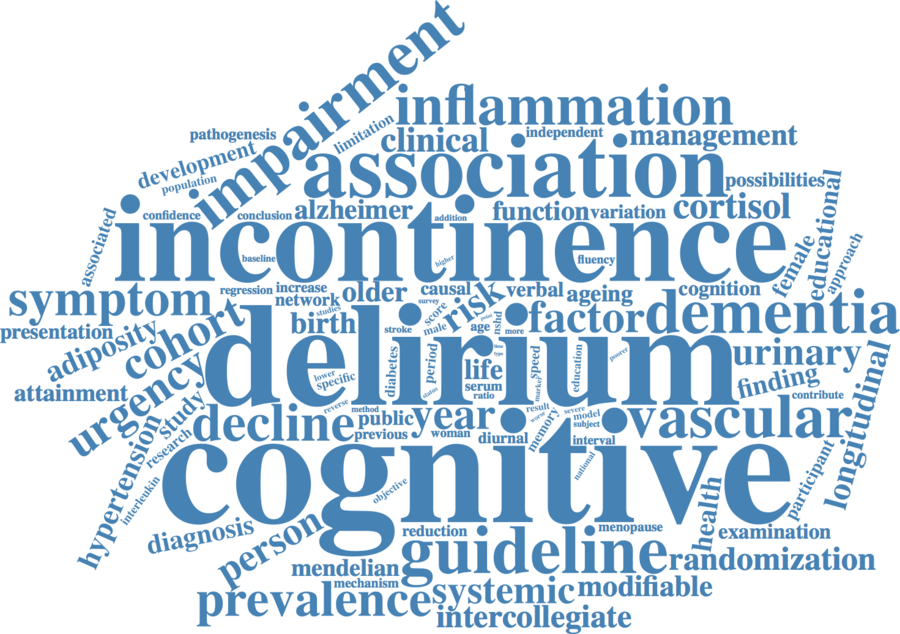 impairment
inflammation
limitation
pathogenesis
clinical
independent
management
development
population
association
possibilities
educational
confidence
conclusion
alzheimer
addition
function
variation
cortisol
associated
incontinence
female
approach
baseline
higher
fluency
symptom
regression
increase
network
older
causal
survey
risk
verbal
ageing
cognition
presentation
adiposity
cohort
birth
studies
stroke
score
male
age
nshd
more
factor
dementia
attainment
urgency
delirium
lower
specific
diabetes
period
status
life
serum
ratio
speed
marker
education
poorer
urinary
finding
contribute
longitudinal
hypertension
study
research
decline
reverse
method
public
previous
year
woman
diurnal
result
worse
memory
severe
model
subject
interval
vascular
interleukin
cognitive
objective
national
participant
diagnosis
person
reduction
menopause
health
examination
mendelian
mechanism
guideline
randomization
prevalence
systemic
modifiable
intercollegiate